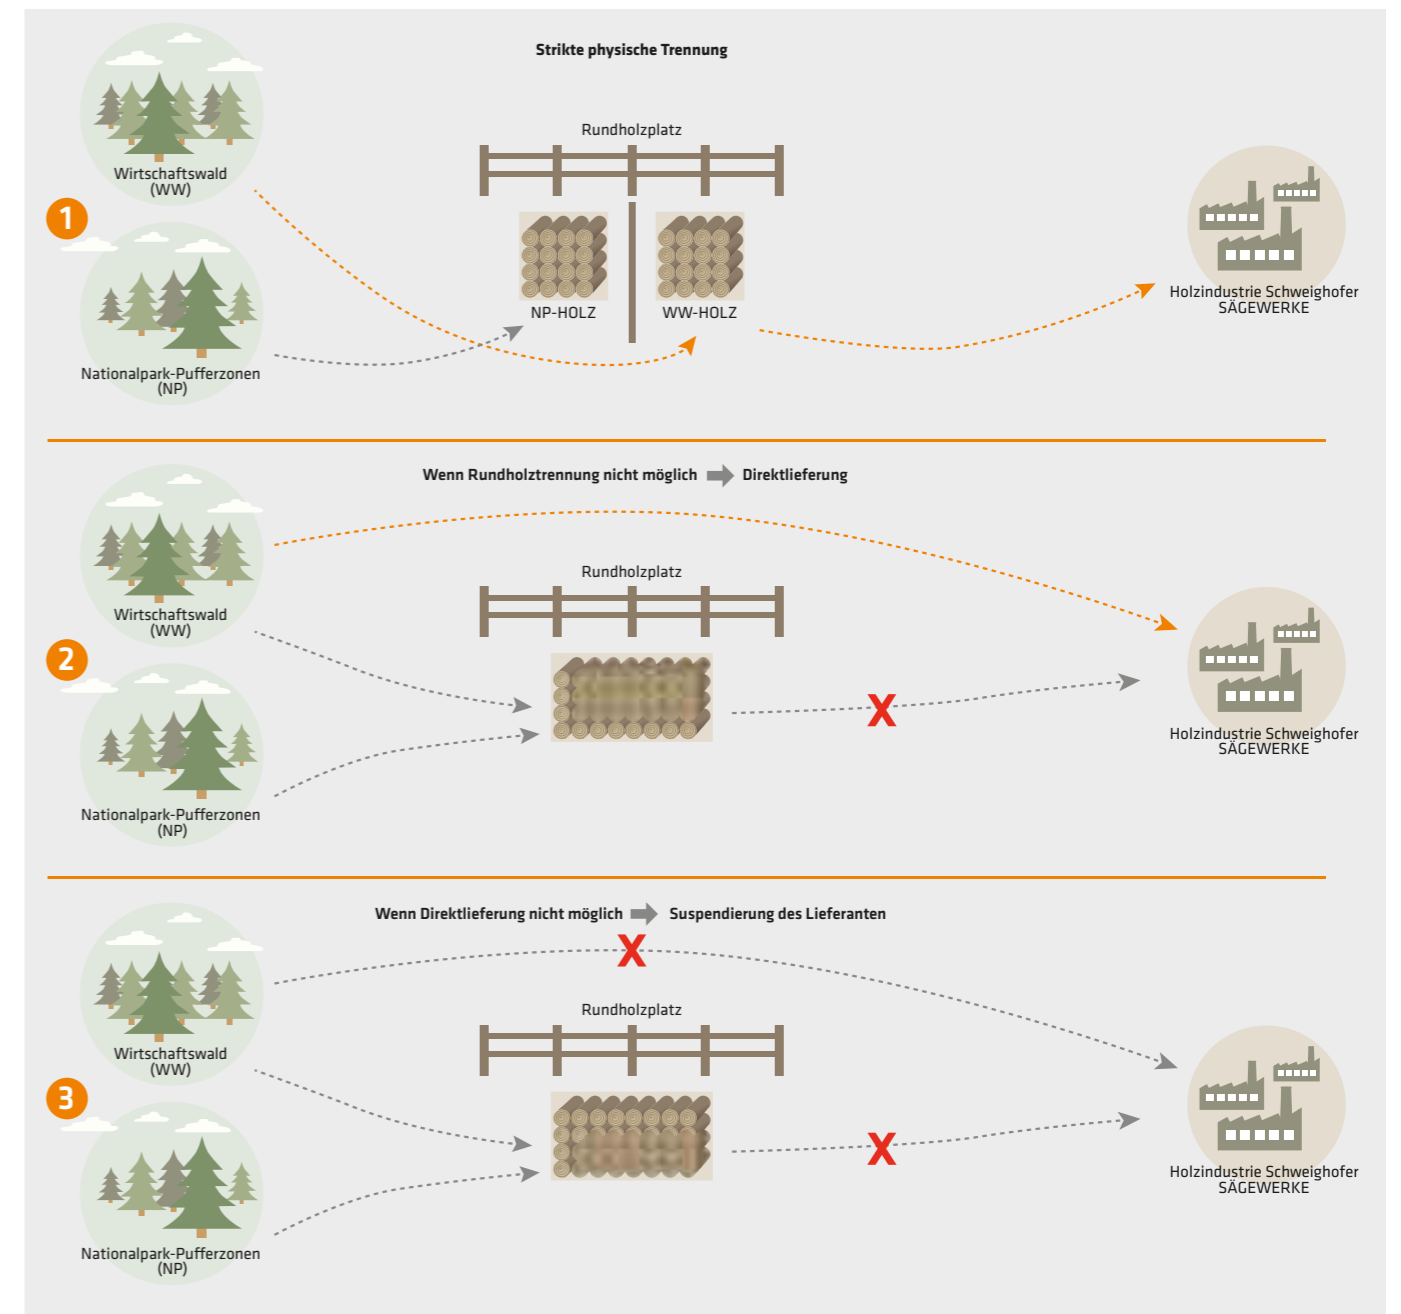 Strikte physische Trennung
Rundholzplatz
Wirtschaftswald
(WW)
1
Nationalpark-Pufferzonen
(NP)
NP-HOLZ
WW-HOLZ
Holzindustrie Schweighofer
SÄGEWERKE
Wenn Rundholztrennung nicht möglich
Direktlieferung
Rundholzplatz
Wirtschaftswald
(WW)
2
Nationalpark-Pufferzonen
(NP)
X
Holzindustrie Schweighofer
SÄGEWERKE
Wenn Direktlieferung nicht möglich
Suspendierung des Lieferanten
X
Rundholzplatz
Wirtschaftswald
(WW)
3
Nationalpark-Pufferzonen
(NP)
X
Holzindustrie Schweighofer
SÄGEWERKE